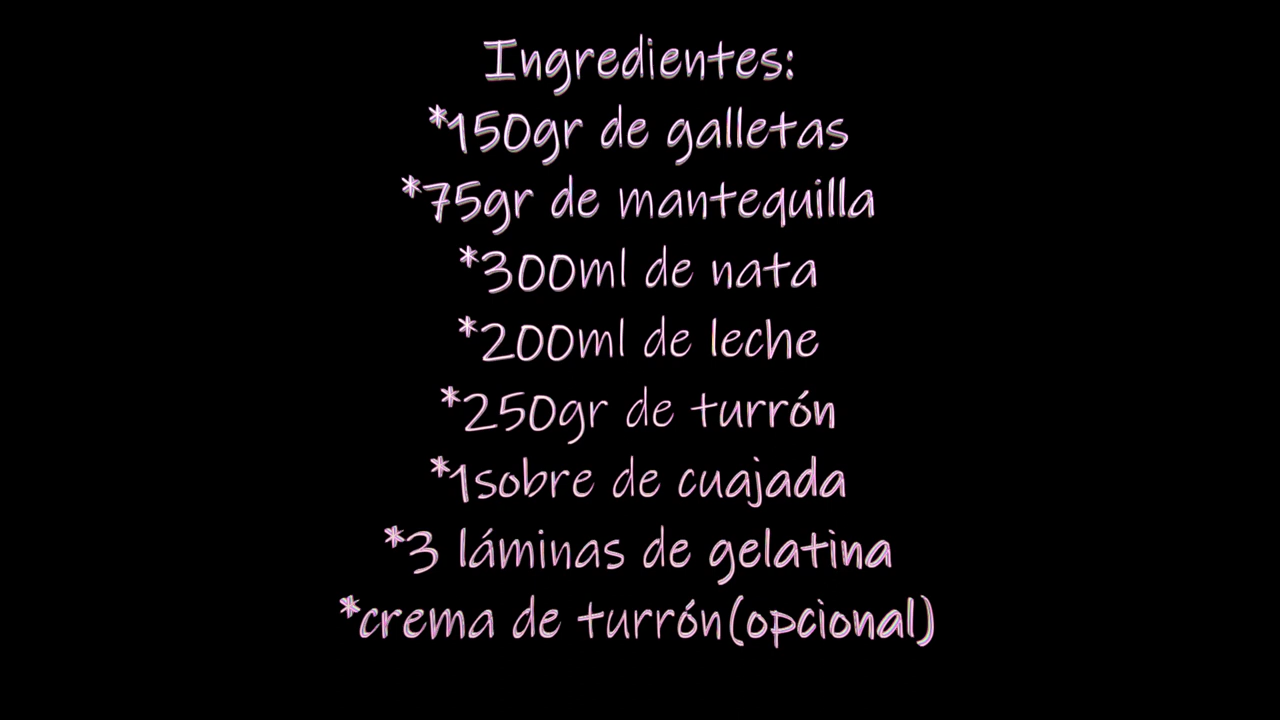 Ingredientes:
*150gr de galletas
*75gr de mantequilla
*300ml de nata
*200ml de leche
*250gr de turrón
*1sobre de cuajada
*3 láminas de gelatina
*crema de turrón(opcional)